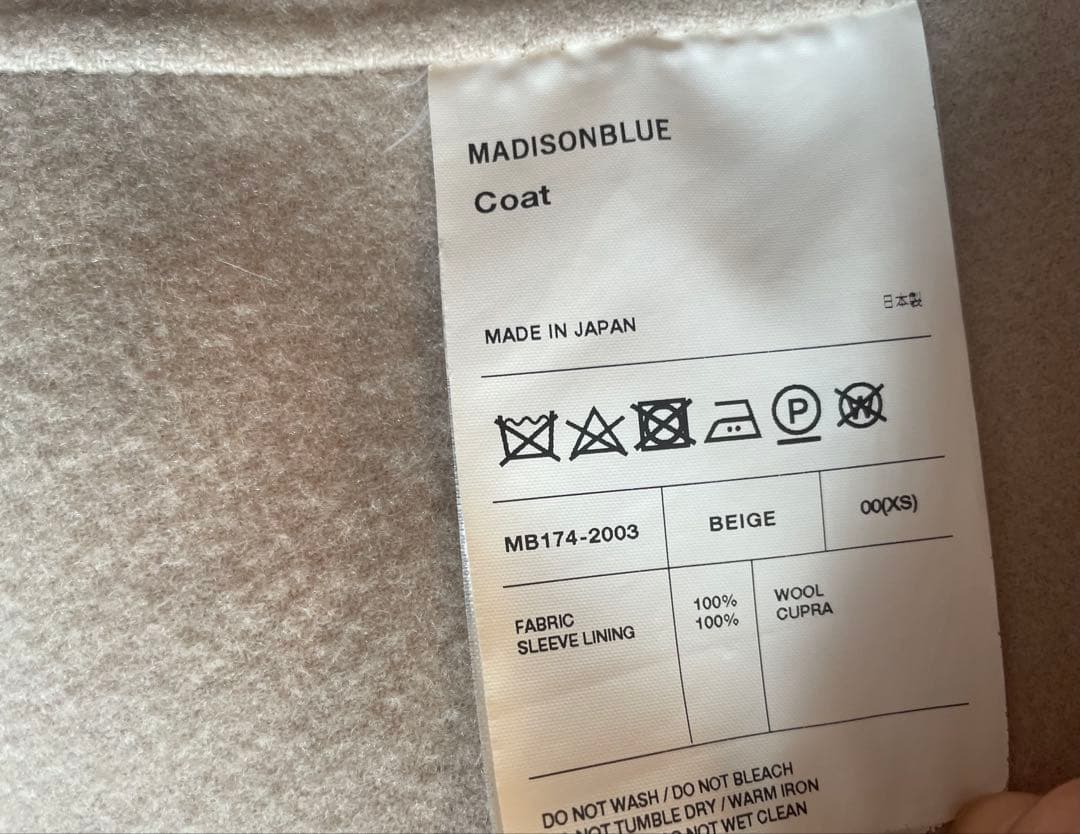 MADISONBLUE
Coat
日本製
MADE IN JAPAN
P W
MB174-2003 BEIGE 00(XS)
FABRIC 100% WOOL
SLEEVE LINING 100% CUPRA
DO NOT WASH / DO NOT BLEACH
NOT TUMBLE DRY / WARM IRON
NOT WET CLEAN